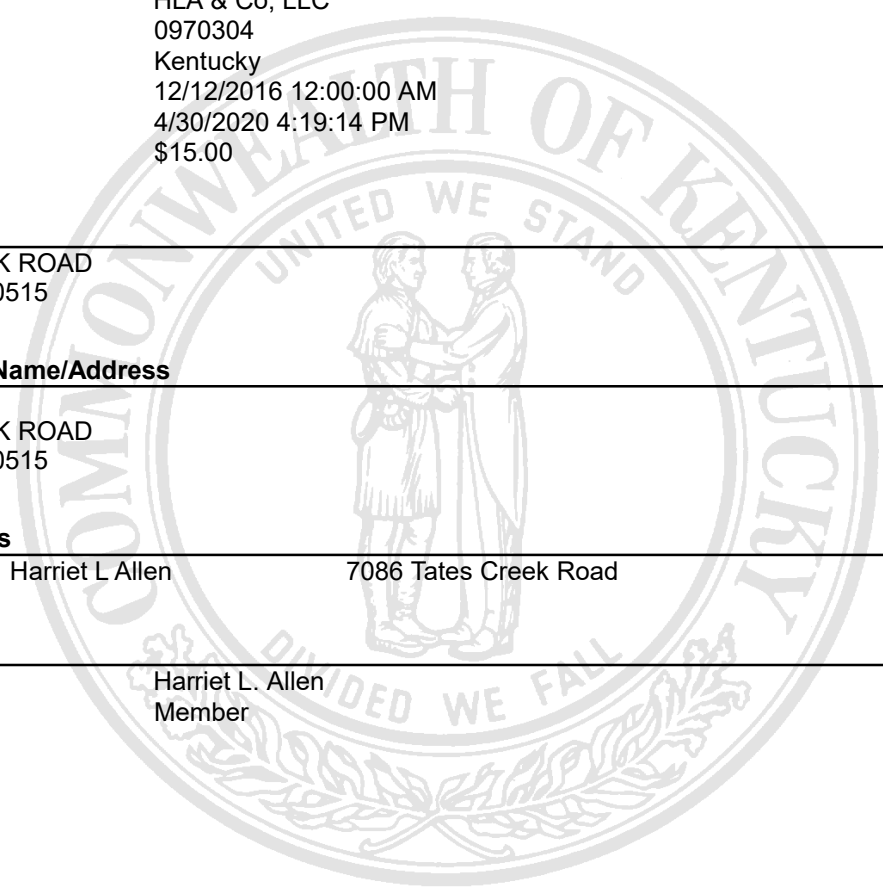 HLA & Co, LLC
0970304
Kentucky
12/12/2016 12:00:00 AM
4/30/2020 4:19:14 PM
$15.00
K ROAD
0515
Name/Address
K ROAD
0515
s
Harriet L Allen 7086 Tates Creek Road
Harriet L. Allen
Member
COMMONWEALTH OF KENTUCKY
UNITED WE STAND
DIVIDED WE FALL